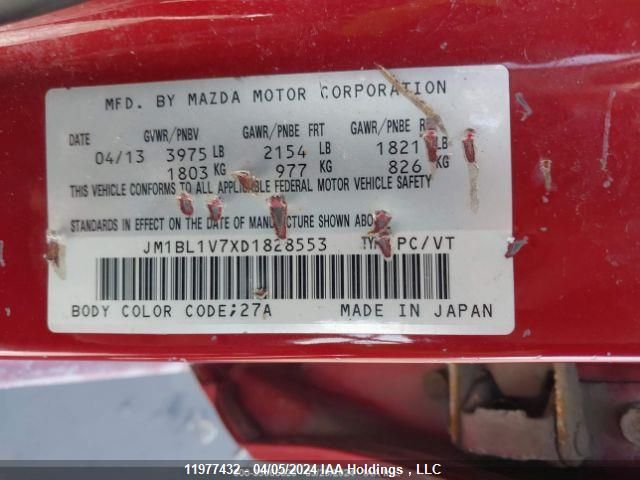 MFD. BY MAZDA MOTOR CORPORATION
DATE GVWR/PNBV GAWR/PNBE FRT GAWR/PNBE
04/13 3975 LB 2154 LB 1821 LB
1803 KG 977 KG 826 KG
THIS VEHICLE CONFORMS TO ALL APPLICABLE FEDERAL MOTOR VEHICLE SAFETY
STANDARDS IN EFFECT ON THE DATE OF MANUFACTURE SHOWN ABOVE
JM1BL1V7XD1828553 TYPE PC/VT
BODY COLOR CODE;27A MADE IN JAPAN
11977432 - 04/05/2024 IAA Holdings , LLC